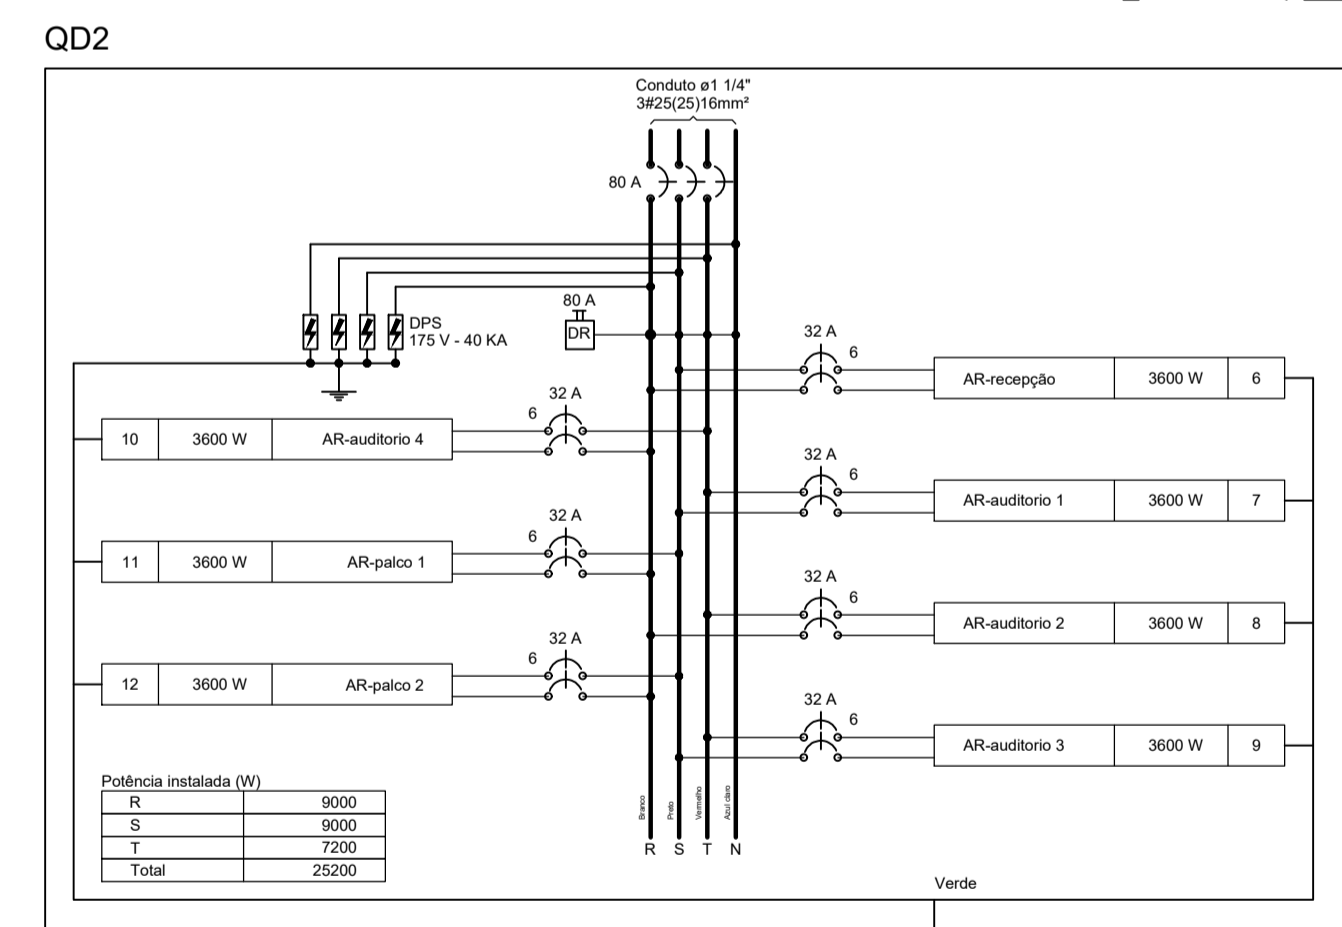 QD2
Conduto ø1 1/4"
3#25(25)16mm²
80 A
80 A
DR
DPS
175 V - 40 KA
32 A
6
AR-recepção 3600 W 6
32 A
6
10 3600 W AR-auditorio 4
32 A
6
AR-auditorio 1 3600 W 7
32 A
6
11 3600 W AR-palco 1
32 A
6
AR-auditorio 2 3600 W 8
32 A
6
12 3600 W AR-palco 2
32 A
6
AR-auditorio 3 3600 W 9
Potência instalada (W)
R 9000
S 9000
T 7200
Total 25200
Branco
Preto
Vermelho
Azul claro
R S T N
Verde